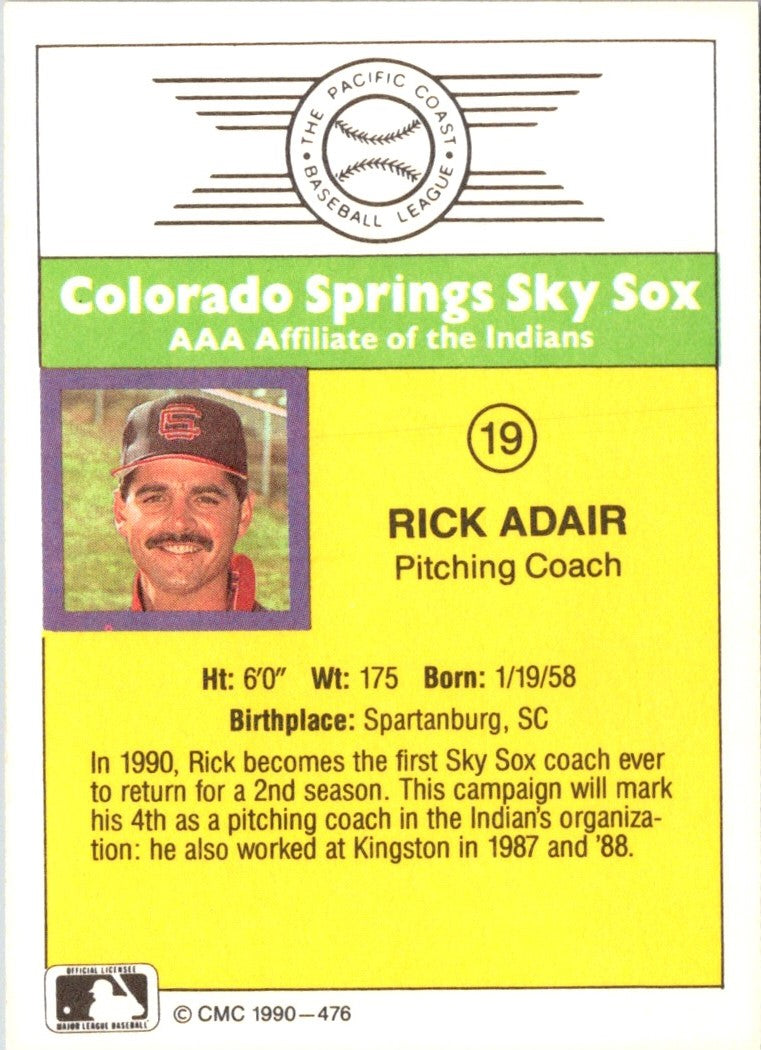 THE PACIFIC COAST
• BASEBALL LEAGUE •
Colorado Springs Sky Sox
AAA Affiliate of the Indians
CS
19
RICK ADAIR
Pitching Coach
Ht: 6'0" Wt: 175 Born: 1/19/58
Birthplace: Spartanburg, SC
In 1990, Rick becomes the first Sky Sox coach ever
to return for a 2nd season. This campaign will mark
his 4th as a pitching coach in the Indian's organiza-
tion: he also worked at Kingston in 1987 and '88.
OFFICIAL LICENSEE
MAJOR LEAGUE BASEBALL
© CMC 1990—476